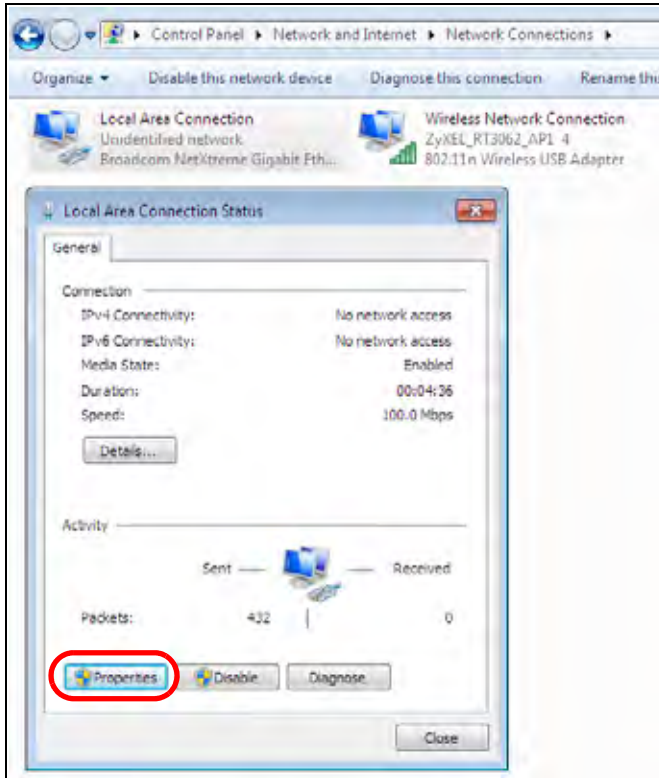 Control Panel Network and Internet Network Connections
Organize Disable this network device Diagnose this connection Rename this
Local Area Connection
Unidentified network
Broadcom NetXtreme Gigabit Eth...
Wireless Network Connection
ZyXEL_RT3062_AP1 4
802.11n Wireless USB Adapter
Local Area Connection Status
General
Connection
IPv4 Connectivity: No network access
IPv6 Connectivity: No network access
Media State: Enabled
Duration: 00:04:36
Speed: 100.0 Mbps
Details...
Activity
Sent Received
Packets: 432 0
Properties Disable Diagnose
Close